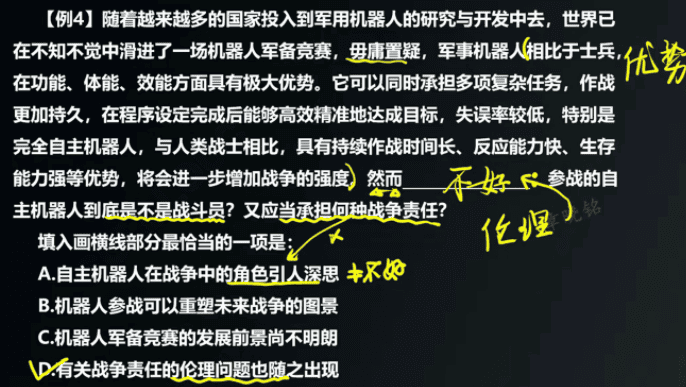 【例4】随着越来越多的国家投入到军用机器人的研究与开发中去，世界已
在不知不觉中滑进了一场机器人军备竞赛，毋庸置疑，军事机器人相比于士兵，
优势
在功能、体能、效能方面具有极大优势。它可以同时承担多项复杂任务，作战
更加持久，在程序设定完成后能够高效精准地达成目标，失误率较低，特别是
完全自主机器人，与人类战士相比，具有持续作战时间长、反应能力快、生存
能力强等优势，将会进一步增加战争的强度，然而____________参战的自
不好
主机器人到底是不是战斗员？又应当承担何种战争责任？
伦理
填入画横线部分最恰当的一项是：
A.自主机器人在战争中的角色引人深思 ≠不好
B.机器人参战可以重塑未来战争的图景
C.机器人军备竞赛的发展前景尚不明朗
D.有关战争责任的伦理问题也随之出现